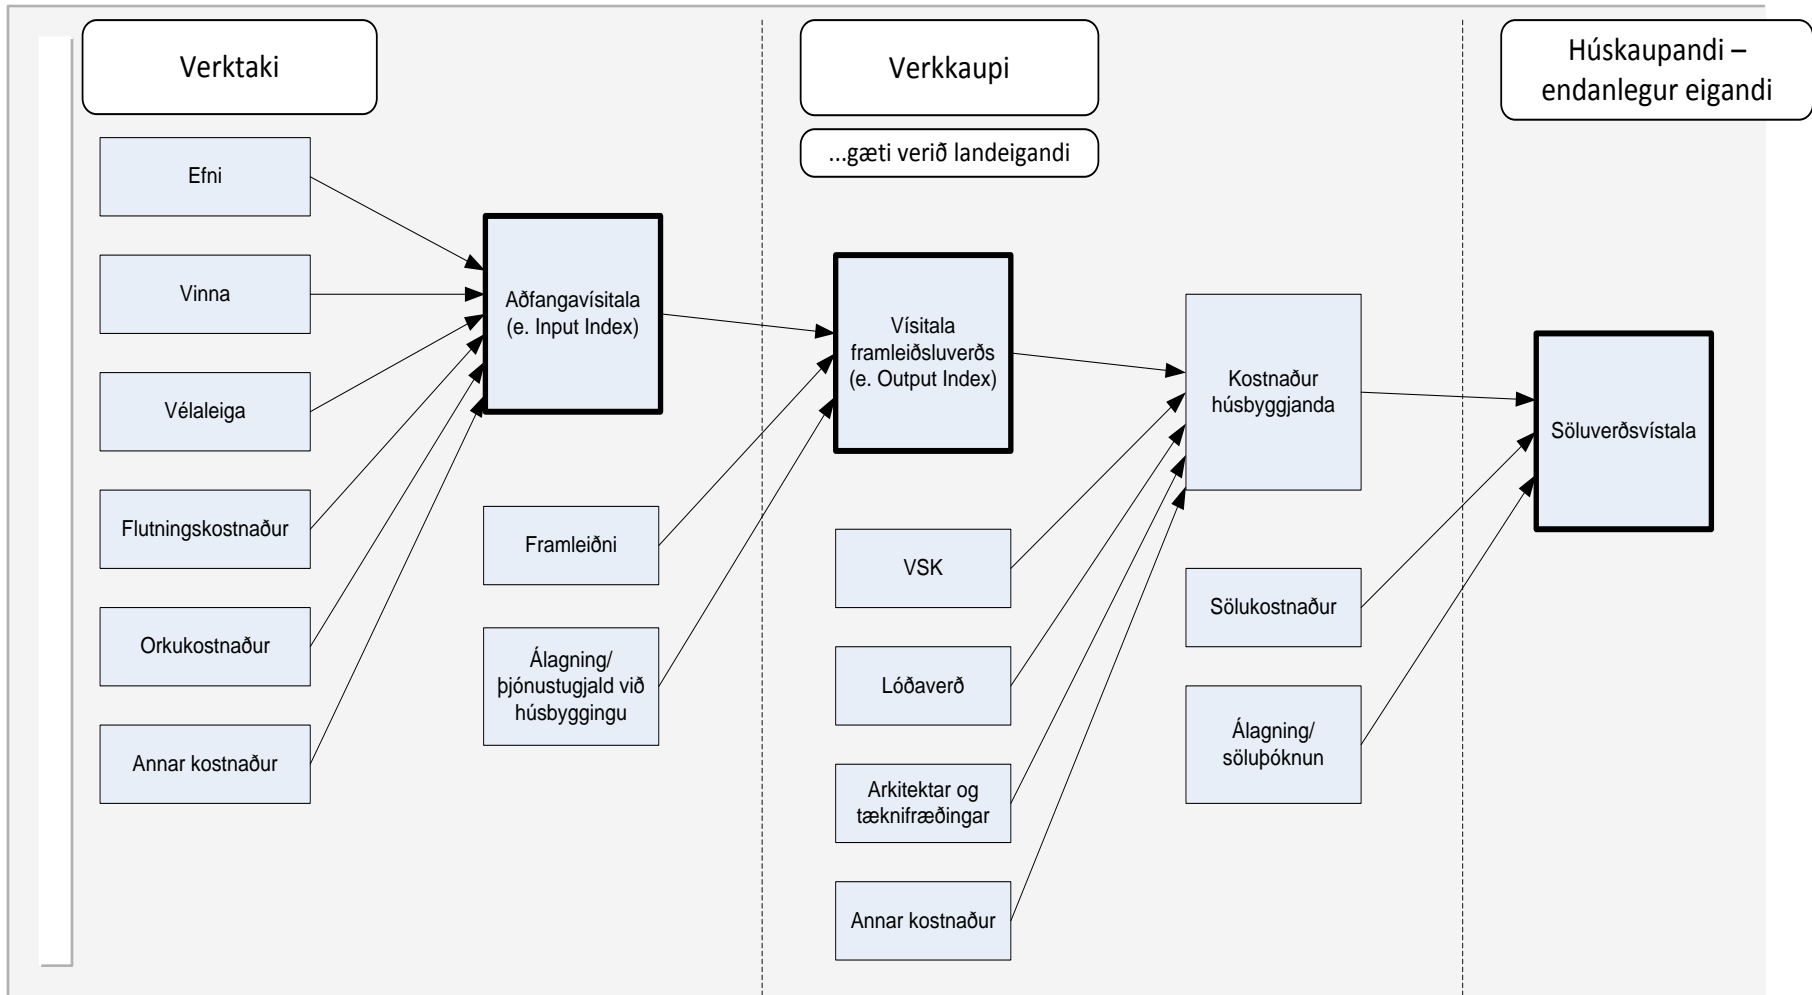 Verktaki
Efni
Vinna
Vélaleiga
Flutningskostnaður
Orkukostnaður
Annar kostnaður
Aðfangavísitala
(e. Input Index)
Framleiðni
Álagning/
þjónustugjald við
húsbyggingu
Verkkaupi
...gæti verið landeigandi
Vísitala
framleiðsluverðs
(e. Output Index)
VSK
Lóðaverð
Arkitektar og
tæknifræðingar
Annar kostnaður
Kostnaður
húsbyggjanda
Sölukostnaður
Álagning/
söluþóknun
Húskaupandi –
endanlegur eigandi
Söluverðsvístala